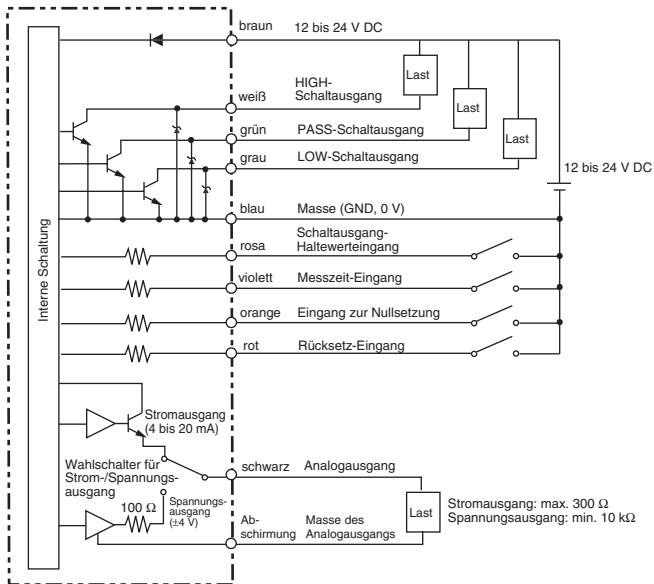 braun 12 bis 24 V DC
Last
Last
Last
weiß HIGH-
Schaltausgang
grün PASS-Schaltausgang
grau LOW-Schaltausgang
12 bis 24 V DC
blau Masse (GND, 0 V)
Interne Schaltung
rosa Schaltausgang-
Haltewerteingang
violett Messzeit-Eingang
orange Eingang zur Nullsetzung
rot Rücksetz-Eingang
Stromausgang
(4 bis 20 mA)
Wahlschalter für
Strom-/Spannungs-
ausgang
schwarz Analogausgang
100 Ω
Spannungs-
ausgang
(±4 V)
Last
Stromausgang: max. 300 Ω
Spannungsausgang: min. 10 kΩ
Ab-
schirmung
Masse des
Analogausgangs